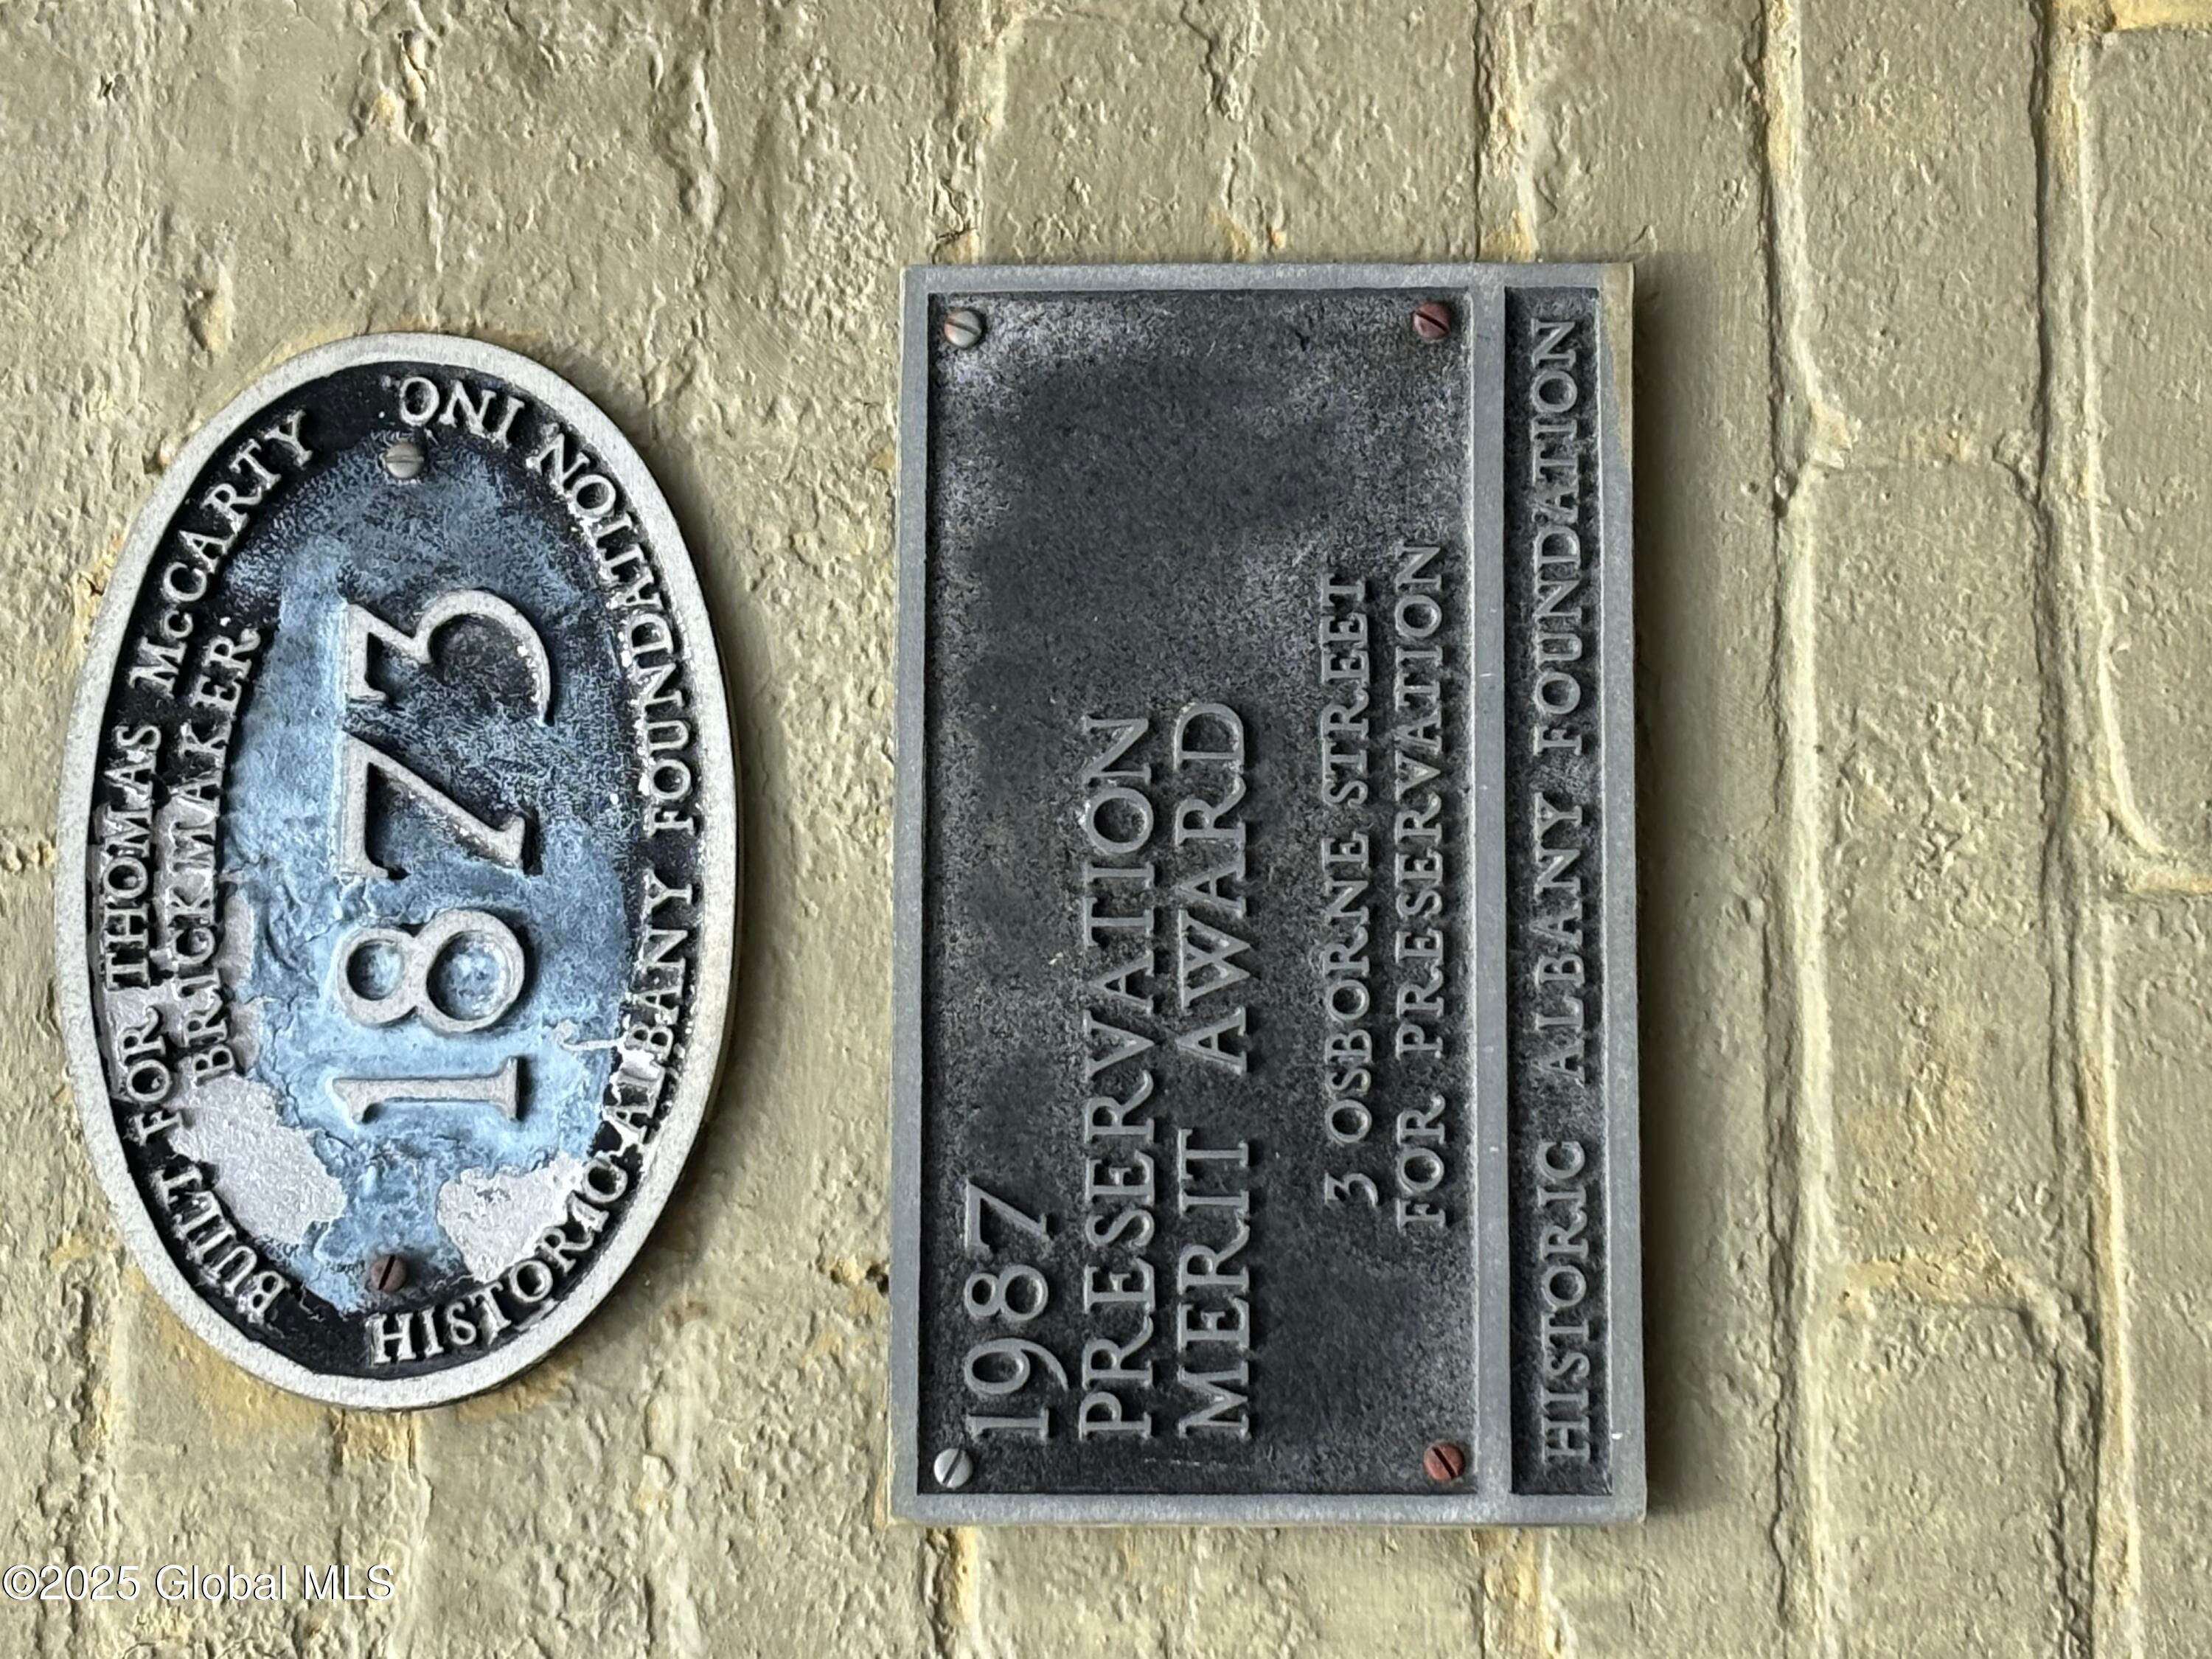 BUILT FOR THOMAS McCARTY
BRICKMAKER
1873
HISTORIC ALBANY FOUNDATION INC.
1987
PRESERVATION
MERIT AWARD
3 OSBORNE STREET
FOR PRESERVATION
HISTORIC ALBANY FOUNDATION
©2025 Global MLS